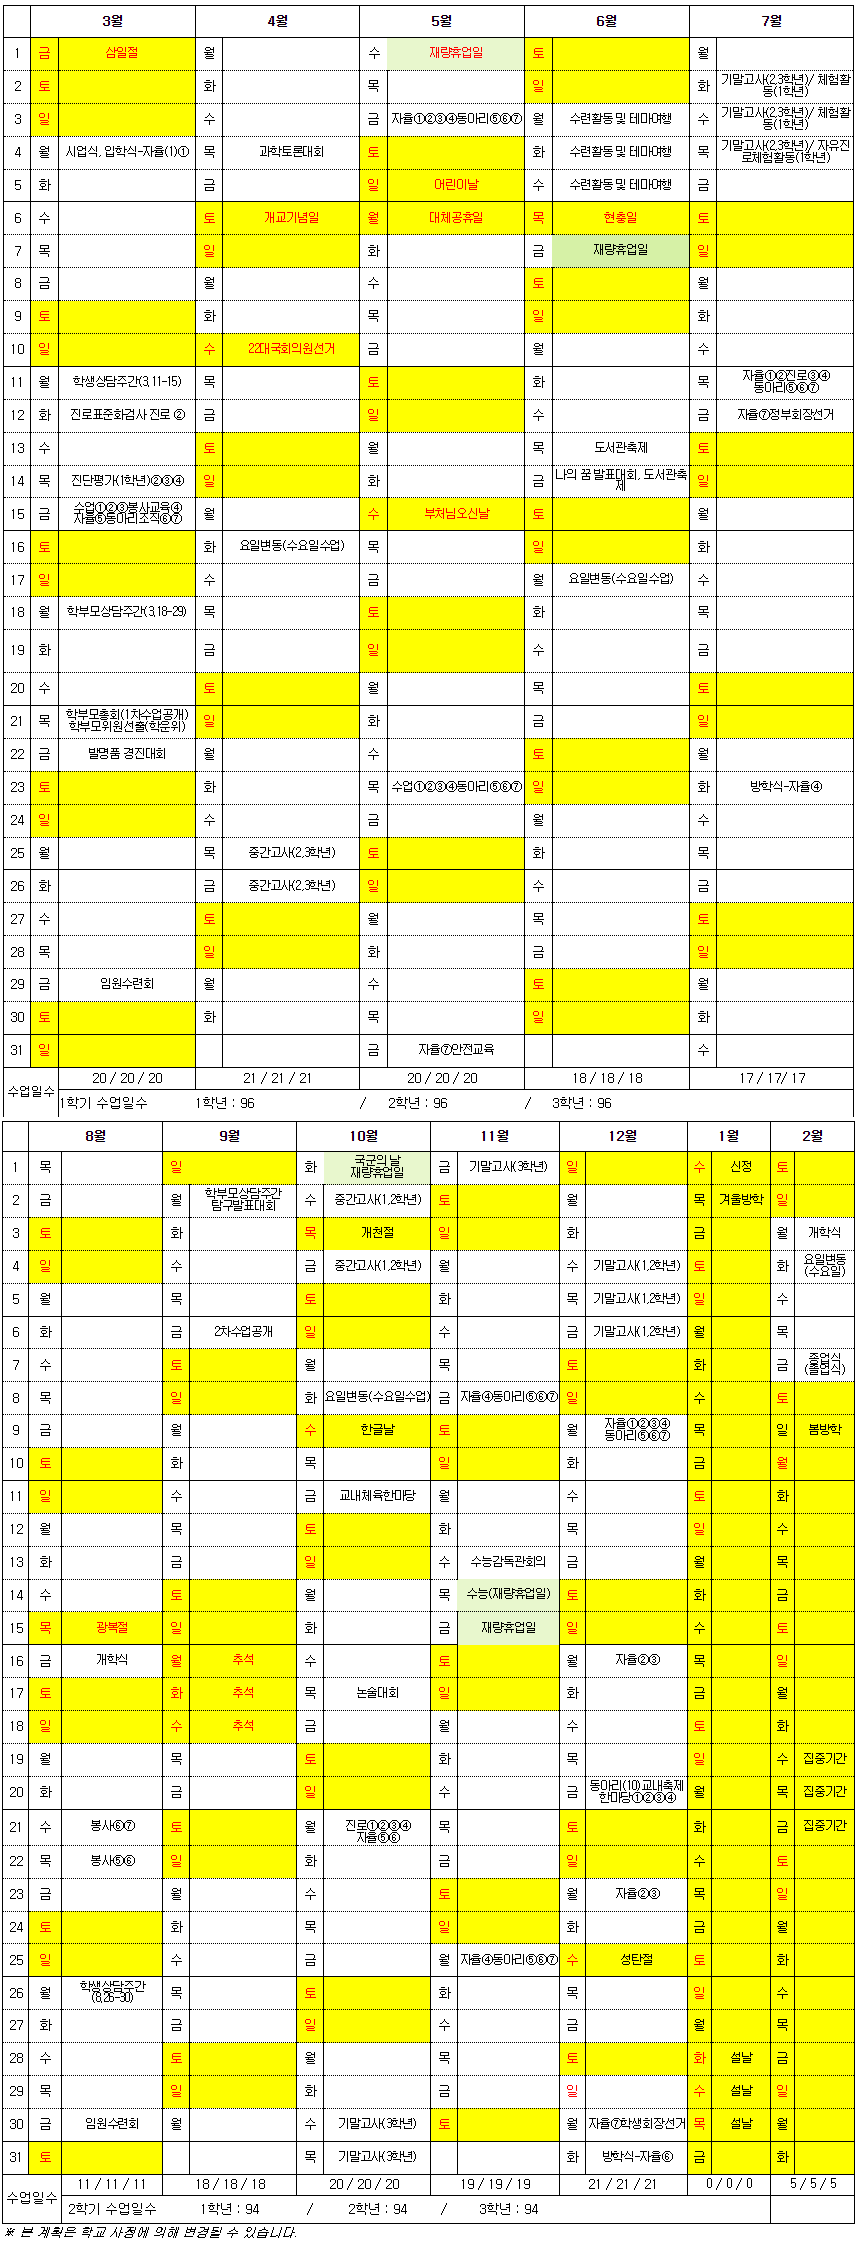 3월 4월 5월 6월 7월
1 금 삼일절 월 수 재량휴업일 토 월
2 토 화 목 일 화 기말고사(2,3학년)/ 체험활동(1학년)
3 일 수 금 자율①②③④동아리⑤⑥⑦ 월 수련활동 및 테마여행 수 기말고사(2,3학년)/ 체험활동(1학년)
4 월 시업식, 입학식-자율(1)① 목 과학토론대회 토 화 수련활동 및 테마여행 목 기말고사(2,3학년)/ 자유진로체험활동(1학년)
5 화 금 일 어린이날 수 수련활동 및 테마여행 금
6 수 토 개교기념일 월 대체공휴일 목 현충일 토
7 목 일 화 금 재량휴업일 일
8 금 월 수 토 월
9 토 화 목 일 화
10 일 수 22대국회의원선거 금 월 수
11 월 학생상담주간(3.11-15) 목 토 화 목 자율①②진로③④ 동아리⑤⑥⑦
12 화 진로표준화검사 진로 ② 금 일 수 금 자율⑦정부회장선거
13 수 토 월 목 도서관축제 토
14 목 진단평가(1학년)②③④ 일 화 금 나의 꿈 발표대회, 도서관축제 일
15 금 수업①②③봉사교육④ 자율⑤동아리조직⑥⑦ 월 수 부처님오신날 토 월
16 토 화 요일변동(수요일수업) 목 일 화
17 일 수 금 월 요일변동(수요일수업) 수
18 월 학부모상담주간(3.18-29) 목 토 화 목
19 화 금 일 수 금
20 수 토 월 목 토
21 목 학부모총회(1차수업공개) 학부모위원선출(학운위) 일 화 금 일
22 금 발명품 경진대회 월 수 토 월
23 토 화 목 수업①②③④동아리⑤⑥⑦ 일 화 방학식-자율④
24 일 수 금 월 수
25 월 목 중간고사(2,3학년) 토 화 목
26 화 금 중간고사(2,3학년) 일 수 금
27 수 토 월 목 토
28 목 일 화 금 일
29 금 임원수련회 월 수 토 월
30 토 화 목 일 화
31 일 금 자율⑦안전교육 수
수업일수 20 / 20 / 20 21 / 21 / 21 20 / 20 / 20 18 / 18 / 18 17 / 17/ 17
1학기 수업일수 1학년 : 96 / 2학년 : 96 / 3학년 : 96
8월 9월 10월 11월 12월 1월 2월
1 목 일 화 국군의 날 재량휴업일 금 기말고사(3학년) 일 수 신정 토
2 금 월 학부모상담주간 탐구발표대회 수 중간고사(1,2학년) 토 월 목 겨울방학 일
3 토 화 목 개천절 일 화 금 월 개학식
4 일 수 금 중간고사(1,2학년) 월 수 기말고사(1,2학년) 토 화 요일변동 (수요일)
5 월 목 토 화 목 기말고사(1,2학년) 일 수
6 화 금 2차수업공개 일 수 금 기말고사(1,2학년) 월 목
7 수 토 월 목 토 화 금 종업식 (졸업식)
8 목 일 화 요일변동(수요일수업) 금 자율④동아리⑤⑥⑦ 일 수 토
9 금 월 수 한글날 토 월 자율①②③④ 동아리⑤⑥⑦ 목 일 봄방학
10 토 화 목 일 화 금 월
11 일 수 금 교내체육한마당 월 수 토 화
12 월 목 토 화 목 일 수
13 화 금 일 수 수능감독관회의 금 월 목
14 수 토 월 목 수능(재량휴업일) 토 화 금
15 목 광복절 일 화 금 재량휴업일 일 수 토
16 금 개학식 월 추석 수 토 월 자율②③ 목 일
17 토 화 추석 목 논술대회 일 화 금 월
18 일 수 추석 금 월 수 토 화
19 월 목 토 화 목 일 수 집중기간
20 화 금 일 수 금 동아리(10)교내축제 한마당①②③④ 월 목 집중기간
21 수 봉사⑥⑦ 토 월 진로①②③④ 자율⑤⑥ 목 토 화 금 집중기간
22 목 봉사⑤⑥ 일 화 금 일 수 토
23 금 월 수 토 월 자율②③ 목 일
24 토 화 목 일 화 금 월
25 일 수 금 월 자율④동아리⑤⑥⑦ 수 성탄절 토 화
26 월 학생상담주간 (8.26-30) 목 토 화 목 일 수
27 화 금 일 수 금 월 목
28 수 토 월 목 토 화 설날 금
29 목 일 화 금 일 수 설날 일
30 금 임원수련회 월 수 기말고사(3학년) 토 월 자율⑦학생회장선거 목 설날 월
31 토 목 기말고사(3학년) 화 방학식-자율⑥ 금 화
수업일수 11 / 11 / 11 18 / 18 / 18 20 / 20 / 20 19 / 19 / 19 21 / 21 / 21 0 / 0 / 0 5 / 5 / 5
2학기 수업일수 1학년 : 94 / 2학년 : 94 / 3학년 : 94
※ 본 계획은 학교 사정에 의해 변경될 수 있습니다.